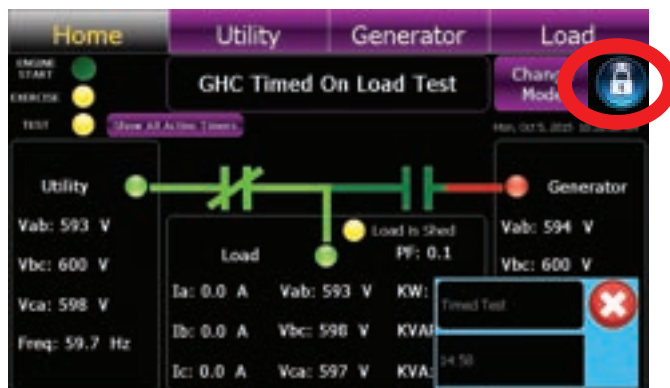 Home Utility Generator Load
ENGINE START
GHC Timed On Load Test
EXERCISE
TEST
Show All Active Timers
Mon, Oct 5, 2015
Utility
Generator
Vab: 593 V
Vbc: 600 V
Vca: 598 V
Freq: 59.7 Hz
Load Is Shed
Load PF: 0.1
Ia: 0.0 A Vab: 593 V KW:
Ib: 0.0 A Vbc: 598 V
Ic: 0.0 A Vca: 597 V KVA:
Vab: 594 V
Vbc: 600 V
Timed Test
14:58